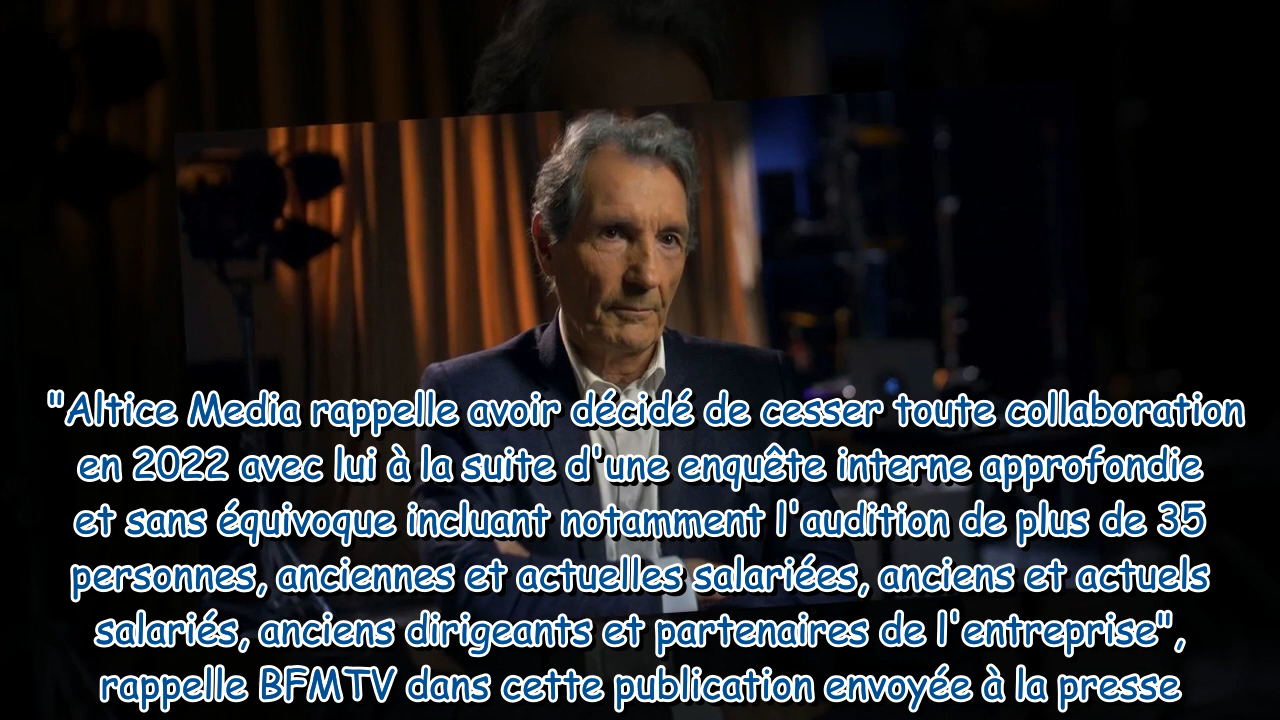 "Altice Media rappelle avoir décidé de cesser toute collaboration
en 2022 avec lui à la suite d'une enquête interne approfondie
et sans équivoque incluant notamment l'audition de plus de 35
personnes, anciennes et actuelles salariées, anciens et actuels
salariés, anciens dirigeants et partenaires de l'entreprise",
rappelle BFMTV dans cette publication envoyée à la presse